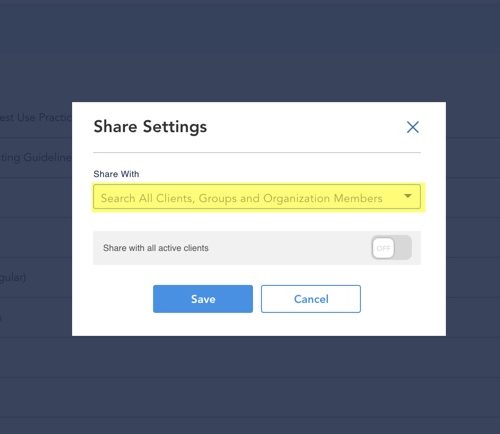 est Use Practic
Share Settings
Share With
ting Guideline
Search All Clients, Groups and Organization Members
Share with all active clients
OFF
gular)
Save
Cancel